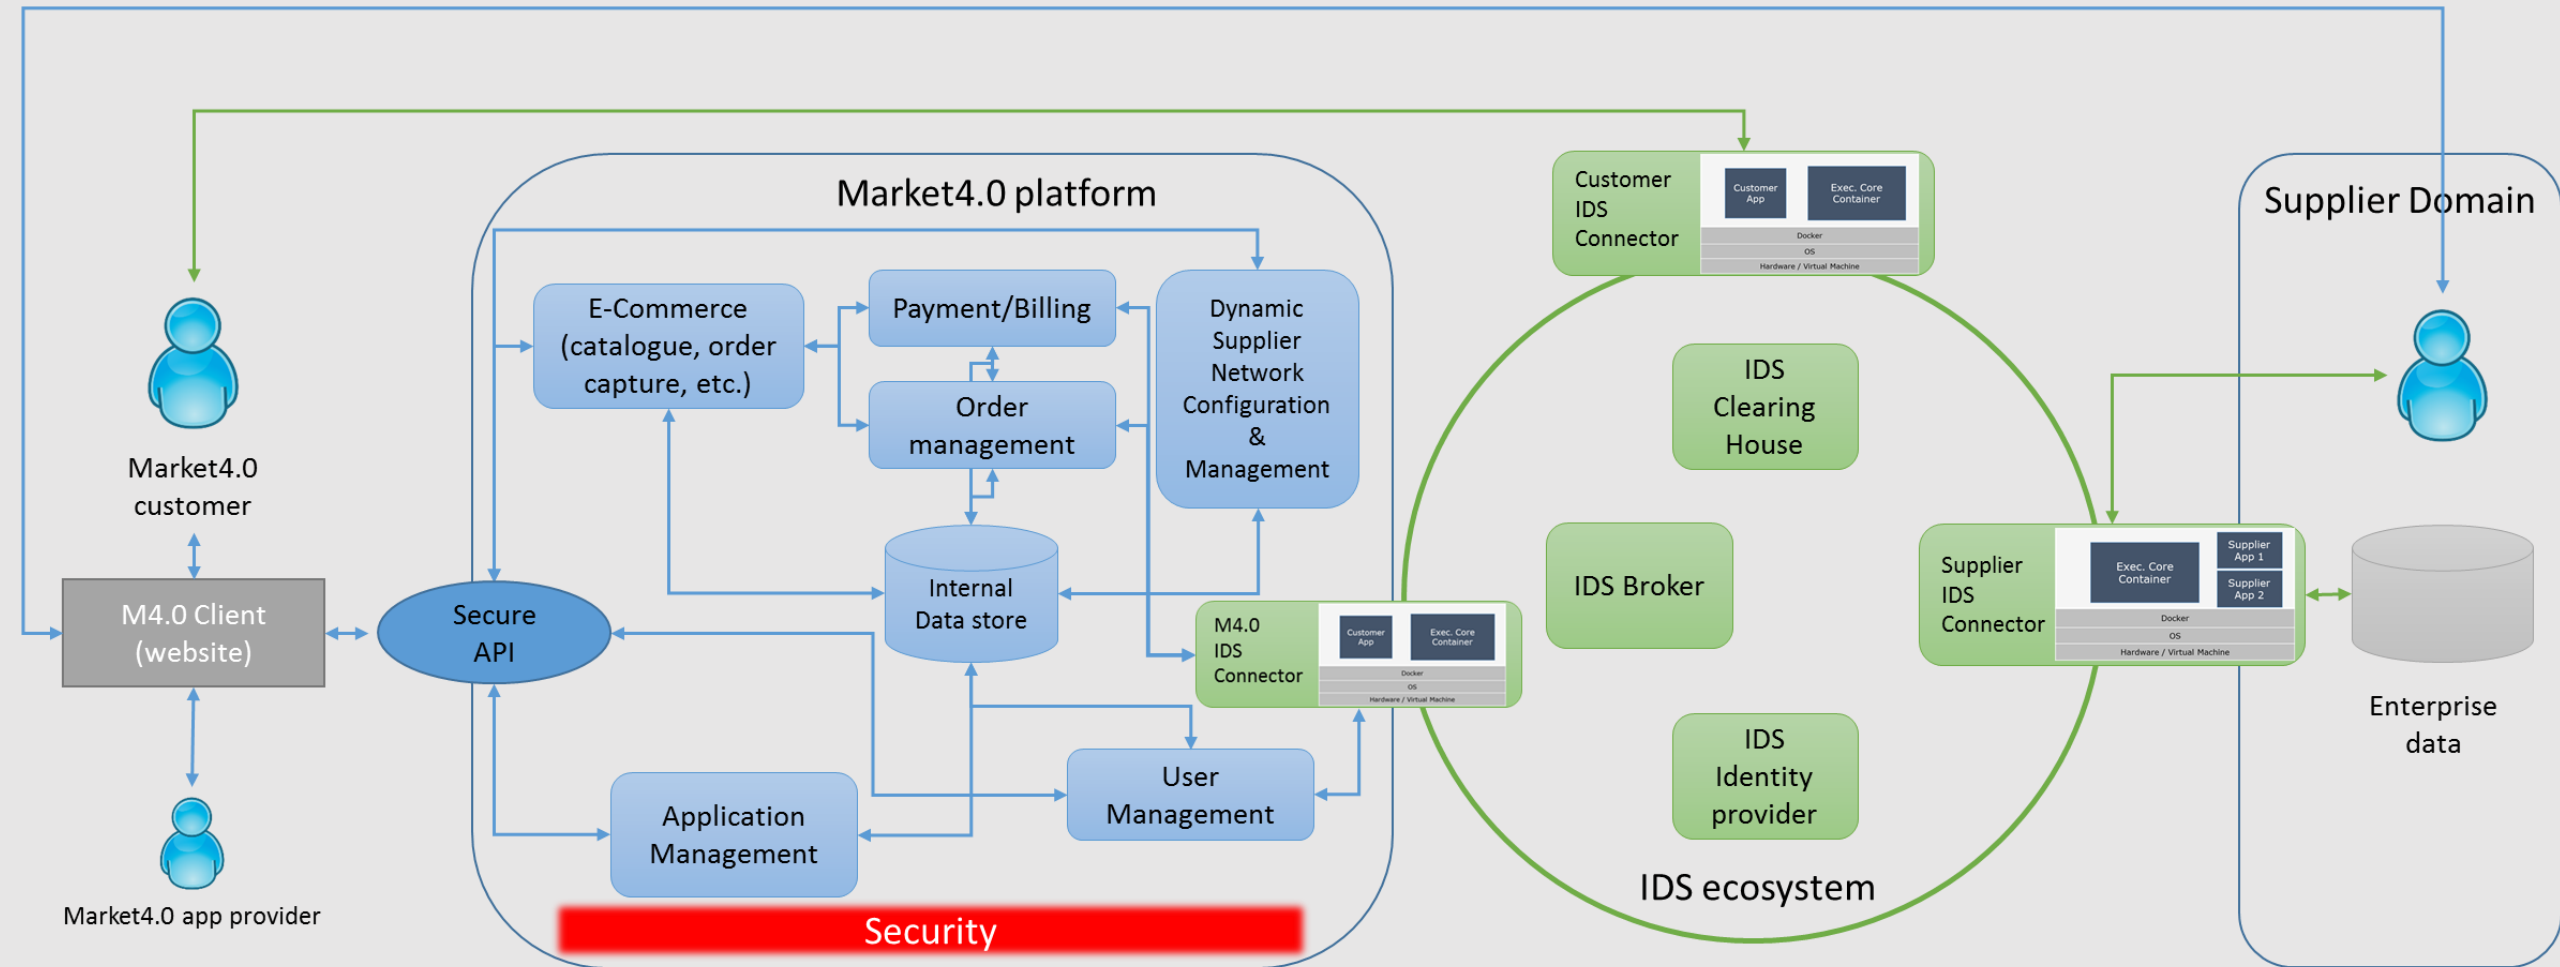 Market4.0 platform
Supplier Domain
Customer
IDS
Connector
Customer
App
Exec. Core
Container
Docker
OS
Hardware / Virtual Machine
E-Commerce
(catalogue, order
capture, etc.)
Payment/Billing
Order
management
Dynamic
Supplier
Network
Configuration
&
Management
IDS
Clearing
House
Market4.0
customer
M4.0 Client
(website)
Secure
API
Internal
Data store
M4.0
IDS
Connector
Customer
App
Exec. Core
Container
Docker
OS
Hardware / Virtual Machine
IDS Broker
Supplier
IDS
Connector
Exec. Core
Container
Supplier
App 1
Supplier
App 2
Docker
OS
Hardware / Virtual Machine
Enterprise
data
IDS
Identity
provider
User
Management
Application
Management
IDS ecosystem
Market4.0 app provider
Security